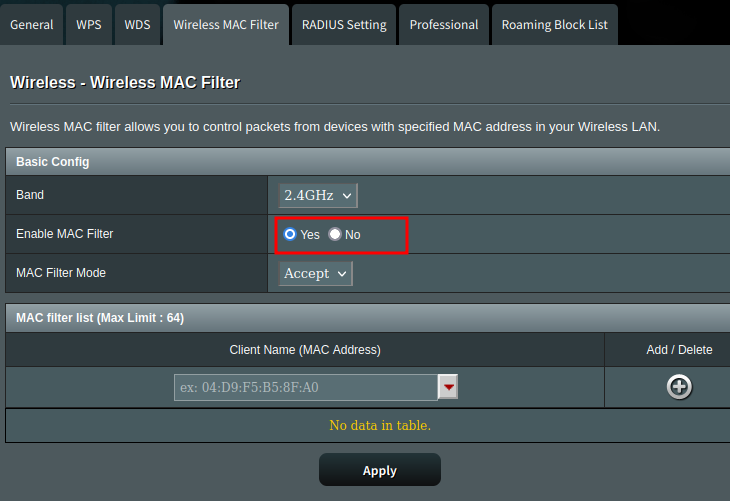 General WPS WDS Wireless MAC Filter RADIUS Setting Professional Roaming Block List
Wireless - Wireless MAC Filter
Wireless MAC filter allows you to control packets from devices with specified MAC address in your Wireless LAN.
Basic Config
Band 2.4GHz
Enable MAC Filter Yes No
MAC Filter Mode Accept
MAC filter list (Max Limit : 64)
Client Name (MAC Address) Add / Delete
ex: 04:D9:F5:B5:8F:A0
No data in table.
Apply